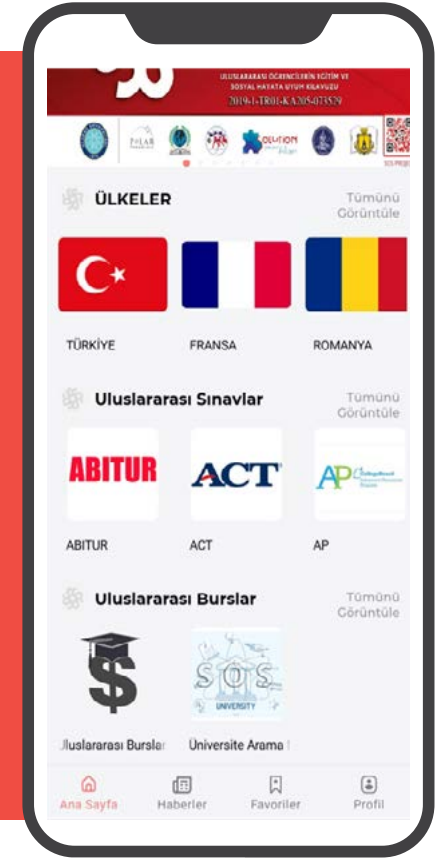 ULUSLARARASI ÖĞRENCİLERİN EĞİTİM VE
SOSYAL HAYATA UYUM KILAVUZU
2019-1-TR01-KA205-073529
ÜLKELER
Tümünü
Görüntüle
TÜRKİYE
FRANSA
ROMANYA
Uluslararası Sınavlar
Tümünü
Görüntüle
ABITUR
ACT
AP
CollegeBoard
ABITUR
ACT
AP
Uluslararası Burslar
Tümünü
Görüntüle
$
SOS
UNIVERSITY
Uluslararası Burslar
Üniversite Arama
Ana Sayfa
Haberler
Favoriler
Profil